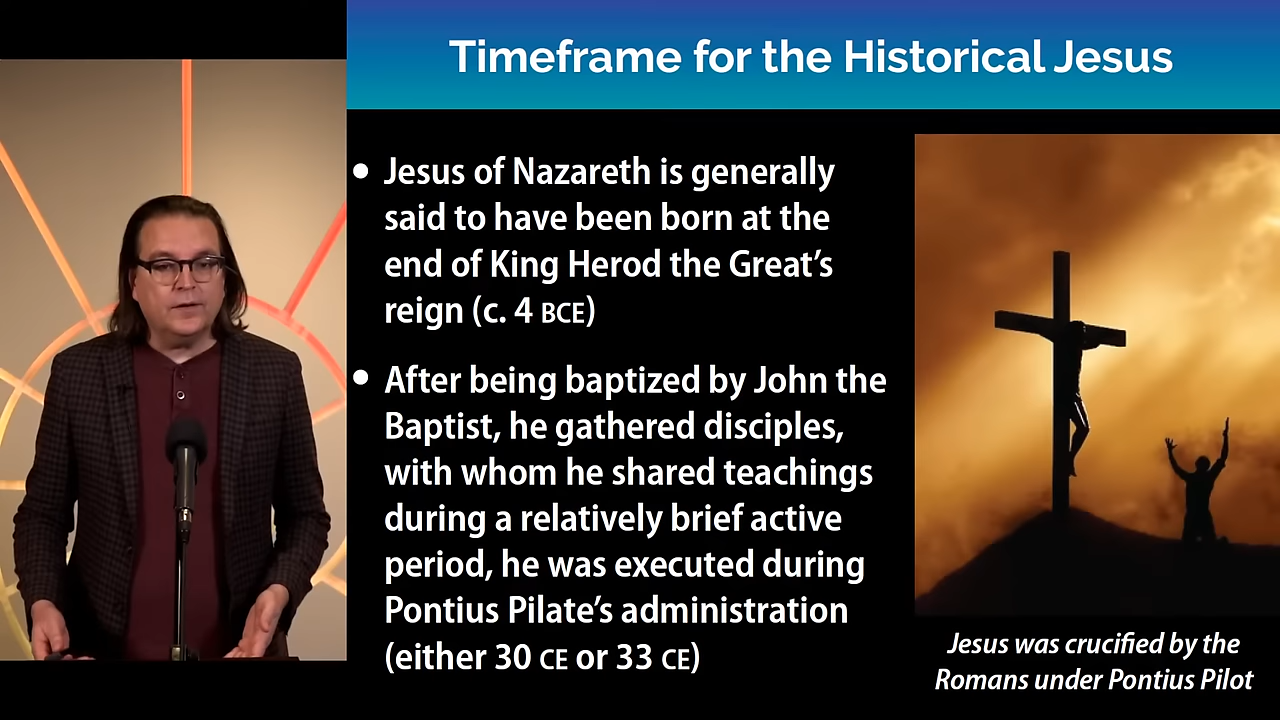 Timeframe for the Historical Jesus
• Jesus of Nazareth is generally
said to have been born at the
end of King Herod the Great’s
reign (c. 4 BCE)
• After being baptized by John the
Baptist, he gathered disciples,
with whom he shared teachings
during a relatively brief active
period, he was executed during
Pontius Pilate’s administration
(either 30 CE or 33 CE)
Jesus was crucified by the
Romans under Pontius Pilot